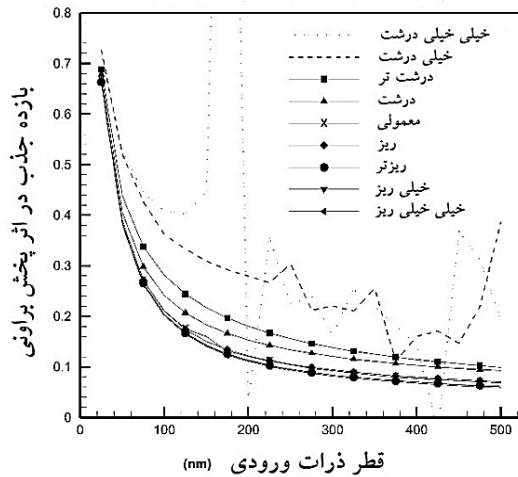 بازده جذب در اثر پخش براونی
0.8
0.7
0.6
0.5
0.4
0.3
0.2
0.1
0
خیلی خیلی درشت
خیلی درشت
درشت تر
درشت
معمولی
ریز
ریزتر
خیلی ریز
خیلی خیلی ریز
0 100 200 300 400 500
قطر ذرات ورودی (nm)